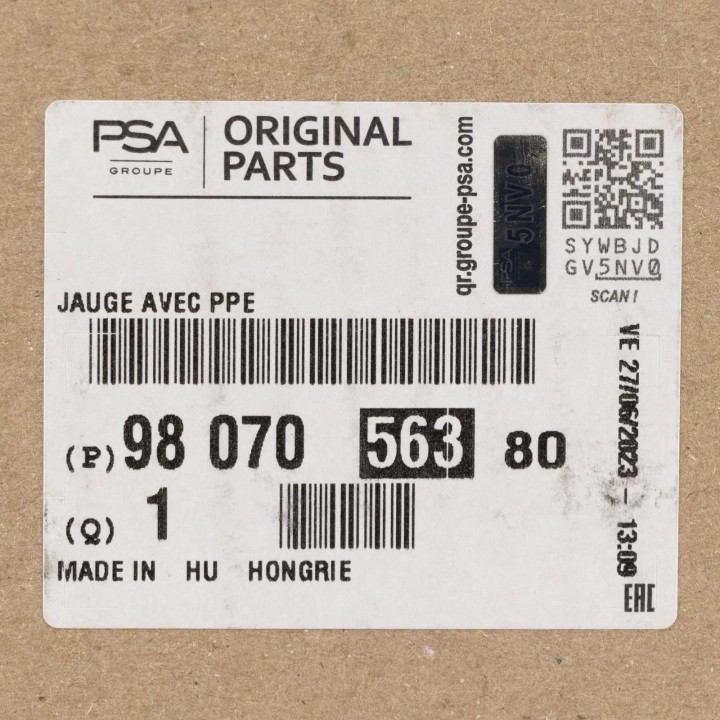 PSA
GROUPE
ORIGINAL
PARTS
qr.groupe-psa.com
PSA 5NV0
SYWBJD
GV5NV0
SCAN!
JAUGE AVEC PPE
(P) 98 070 563 80
(Q) 1
MADE IN HU HONGRIE
VE 27/06/2023 - 13:09
EAC